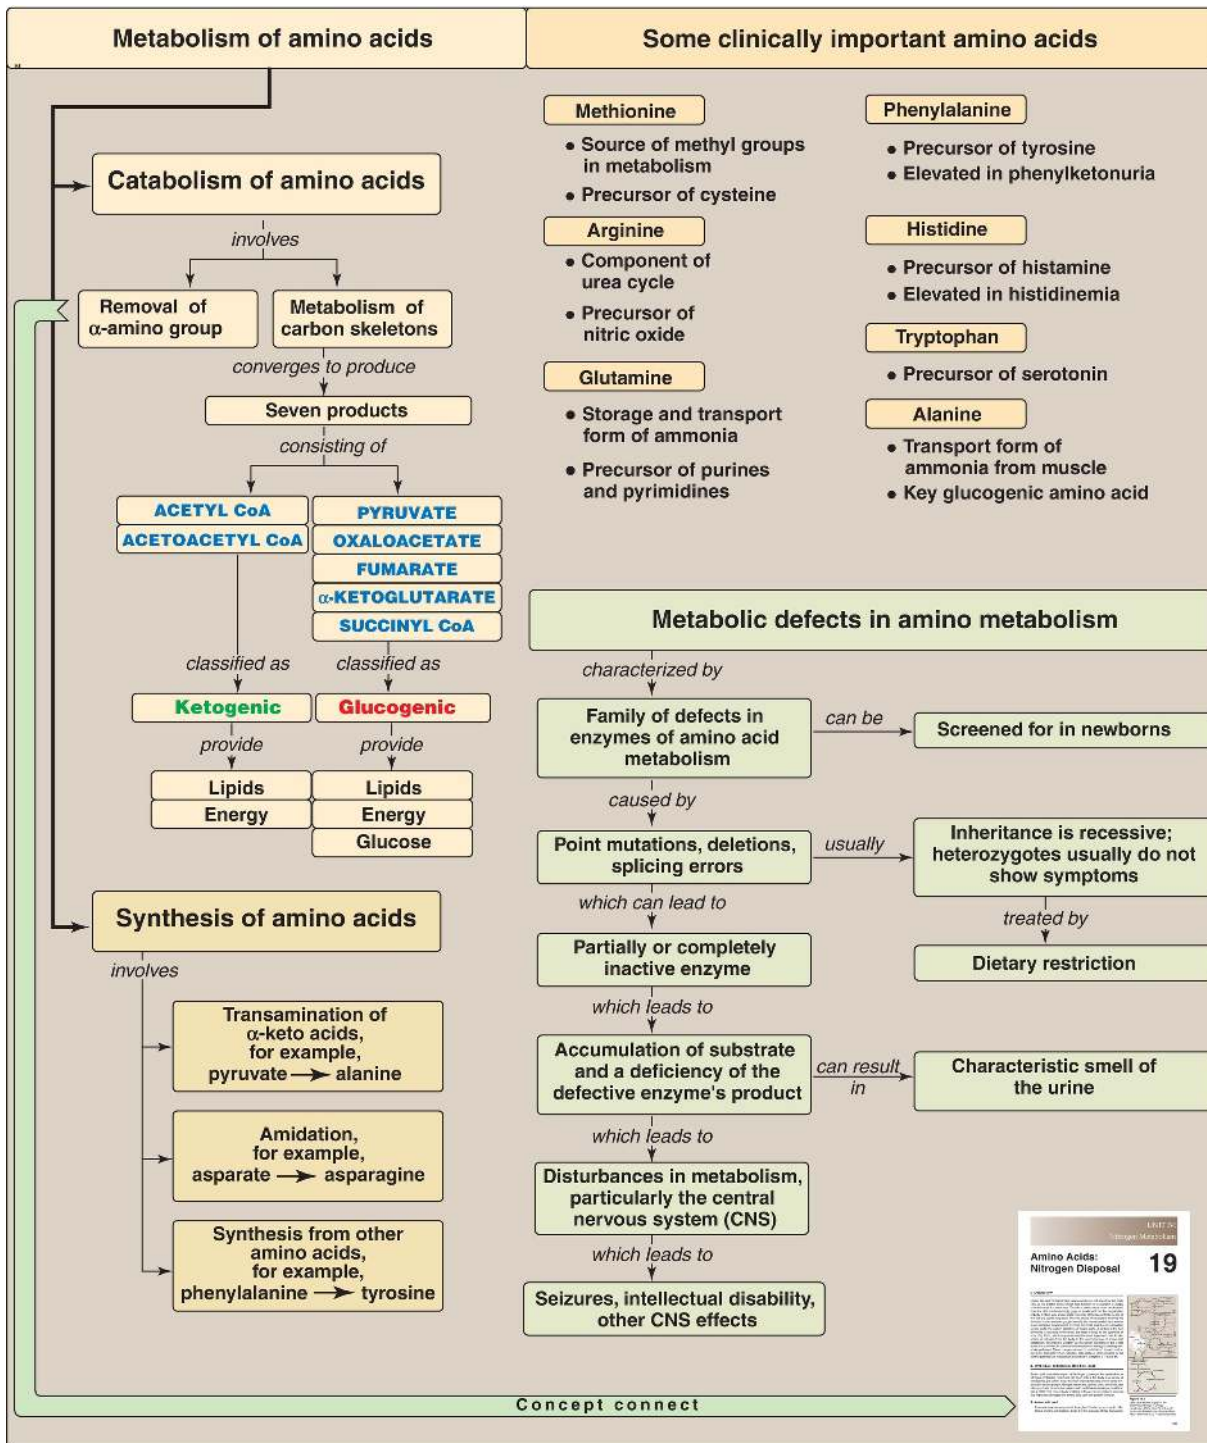 Metabolism of amino acids
Catabolism of amino acids
involves
Removal of
α-amino group
Metabolism of
carbon skeletons
converges to produce
Seven products
consisting of
ACETYL CoA
ACETOACETYL CoA
PYRUVATE
OXALOACETATE
FUMARATE
α-KETOGLUTARATE
SUCCINYL CoA
classified as
classified as
Ketogenic
Glucogenic
provide
provide
Lipids
Energy
Lipids
Energy
Glucose
Synthesis of amino acids
involves
Transamination of
α-keto acids,
for example,
pyruvate → alanine
Amidation,
for example,
asparate → asparagine
Synthesis from other
amino acids,
for example,
phenylalanine → tyrosine
Some clinically important amino acids
Methionine
• Source of methyl groups
in metabolism
• Precursor of cysteine
Arginine
• Component of
urea cycle
• Precursor of
nitric oxide
Glutamine
• Storage and transport
form of ammonia
• Precursor of purines
and pyrimidines
Phenylalanine
• Precursor of tyrosine
• Elevated in phenylketonuria
Histidine
• Precursor of histamine
• Elevated in histidinemia
Tryptophan
• Precursor of serotonin
Alanine
• Transport form of
ammonia from muscle
• Key glucogenic amino acid
Metabolic defects in amino metabolism
characterized by
Family of defects in
enzymes of amino acid
metabolism
can be
Screened for in newborns
caused by
Point mutations, deletions,
splicing errors
usually
Inheritance is recessive;
heterozygotes usually do not
show symptoms
treated by
Dietary restriction
which can lead to
Partially or completely
inactive enzyme
which leads to
Accumulation of substrate
and a deficiency of the
defective enzyme's product
can result
in
Characteristic smell of
the urine
which leads to
Disturbances in metabolism,
particularly the central
nervous system (CNS)
which leads to
Seizures, intellectual disability,
other CNS effects
Nitrogen Metabolism
Amino Acids:
Nitrogen Disposal
19
Concept connect